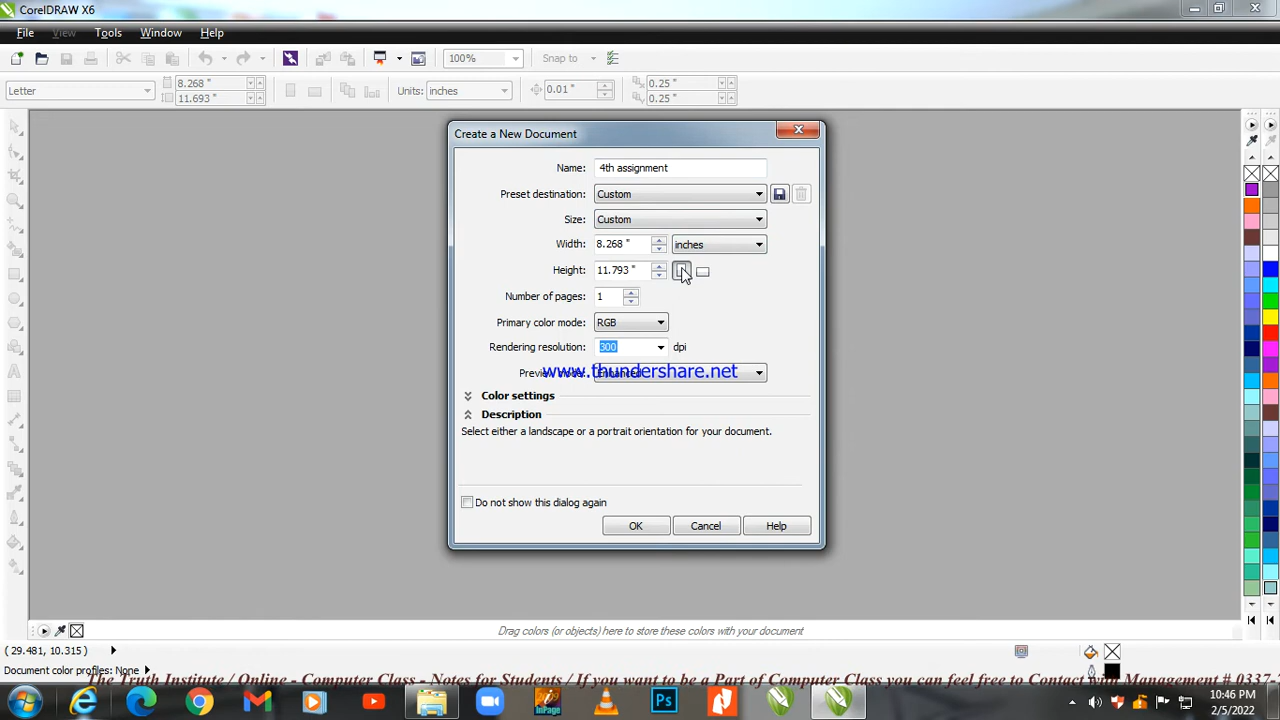 CorelDRAW X6
File View Tools Window Help
100% Snap to
Letter 8.268 " 11.693 " Units: inches 0.01 " 0.25 " 0.25 "
Create a New Document
Name: 4th assignment
Preset destination: Custom
Size: Custom
Width: 8.268 " inches
Height: 11.793 "
Number of pages: 1
Primary color mode: RGB
Rendering resolution: 300 dpi
www.thundershare.net
Color settings
Description
Select either a landscape or a portrait orientation for your document.
Do not show this dialog again
OK Cancel Help
Drag colors (or objects) here to store these colors with your document
(29.481, 10.315)
Document color profiles: None
The Truth Institute / Online - Computer Class - Notes for Students / If you want to be a Part of Computer Class you can feel free to Contact
InPage Ps
10:46 PM
2/5/2022